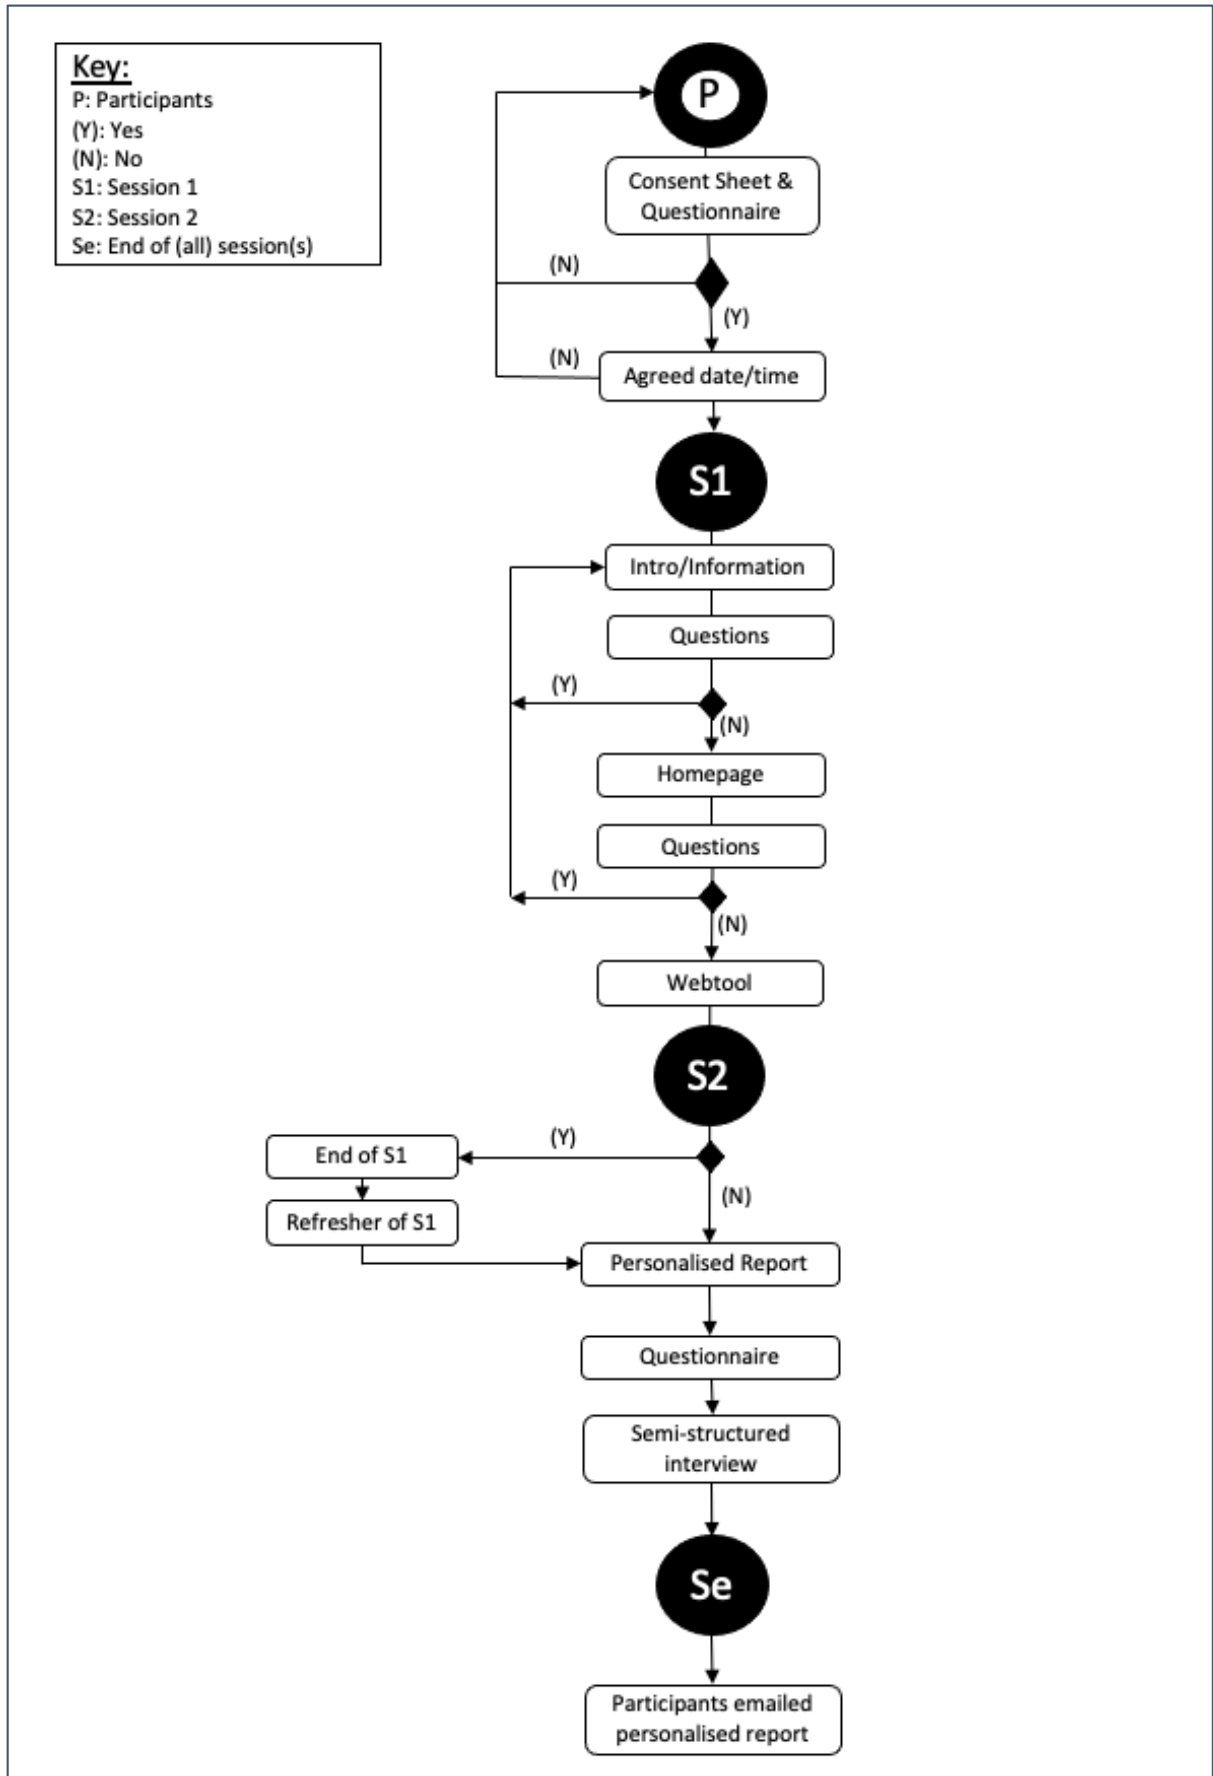 Key:
P: Participants
(Y): Yes
(N): No
S1: Session 1
S2: Session 2
Se: End of (all) session(s)
P
Consent Sheet &
Questionnaire
(N)
(Y)
(N)
Agreed date/time
S1
Intro/Information
Questions
(Y)
(N)
Homepage
Questions
(Y)
(N)
Webtool
S2
(Y)
End of S1
(N)
Refresher of S1
Personalised Report
Questionnaire
Semi-structured
interview
Se
Participants emailed
personalised report